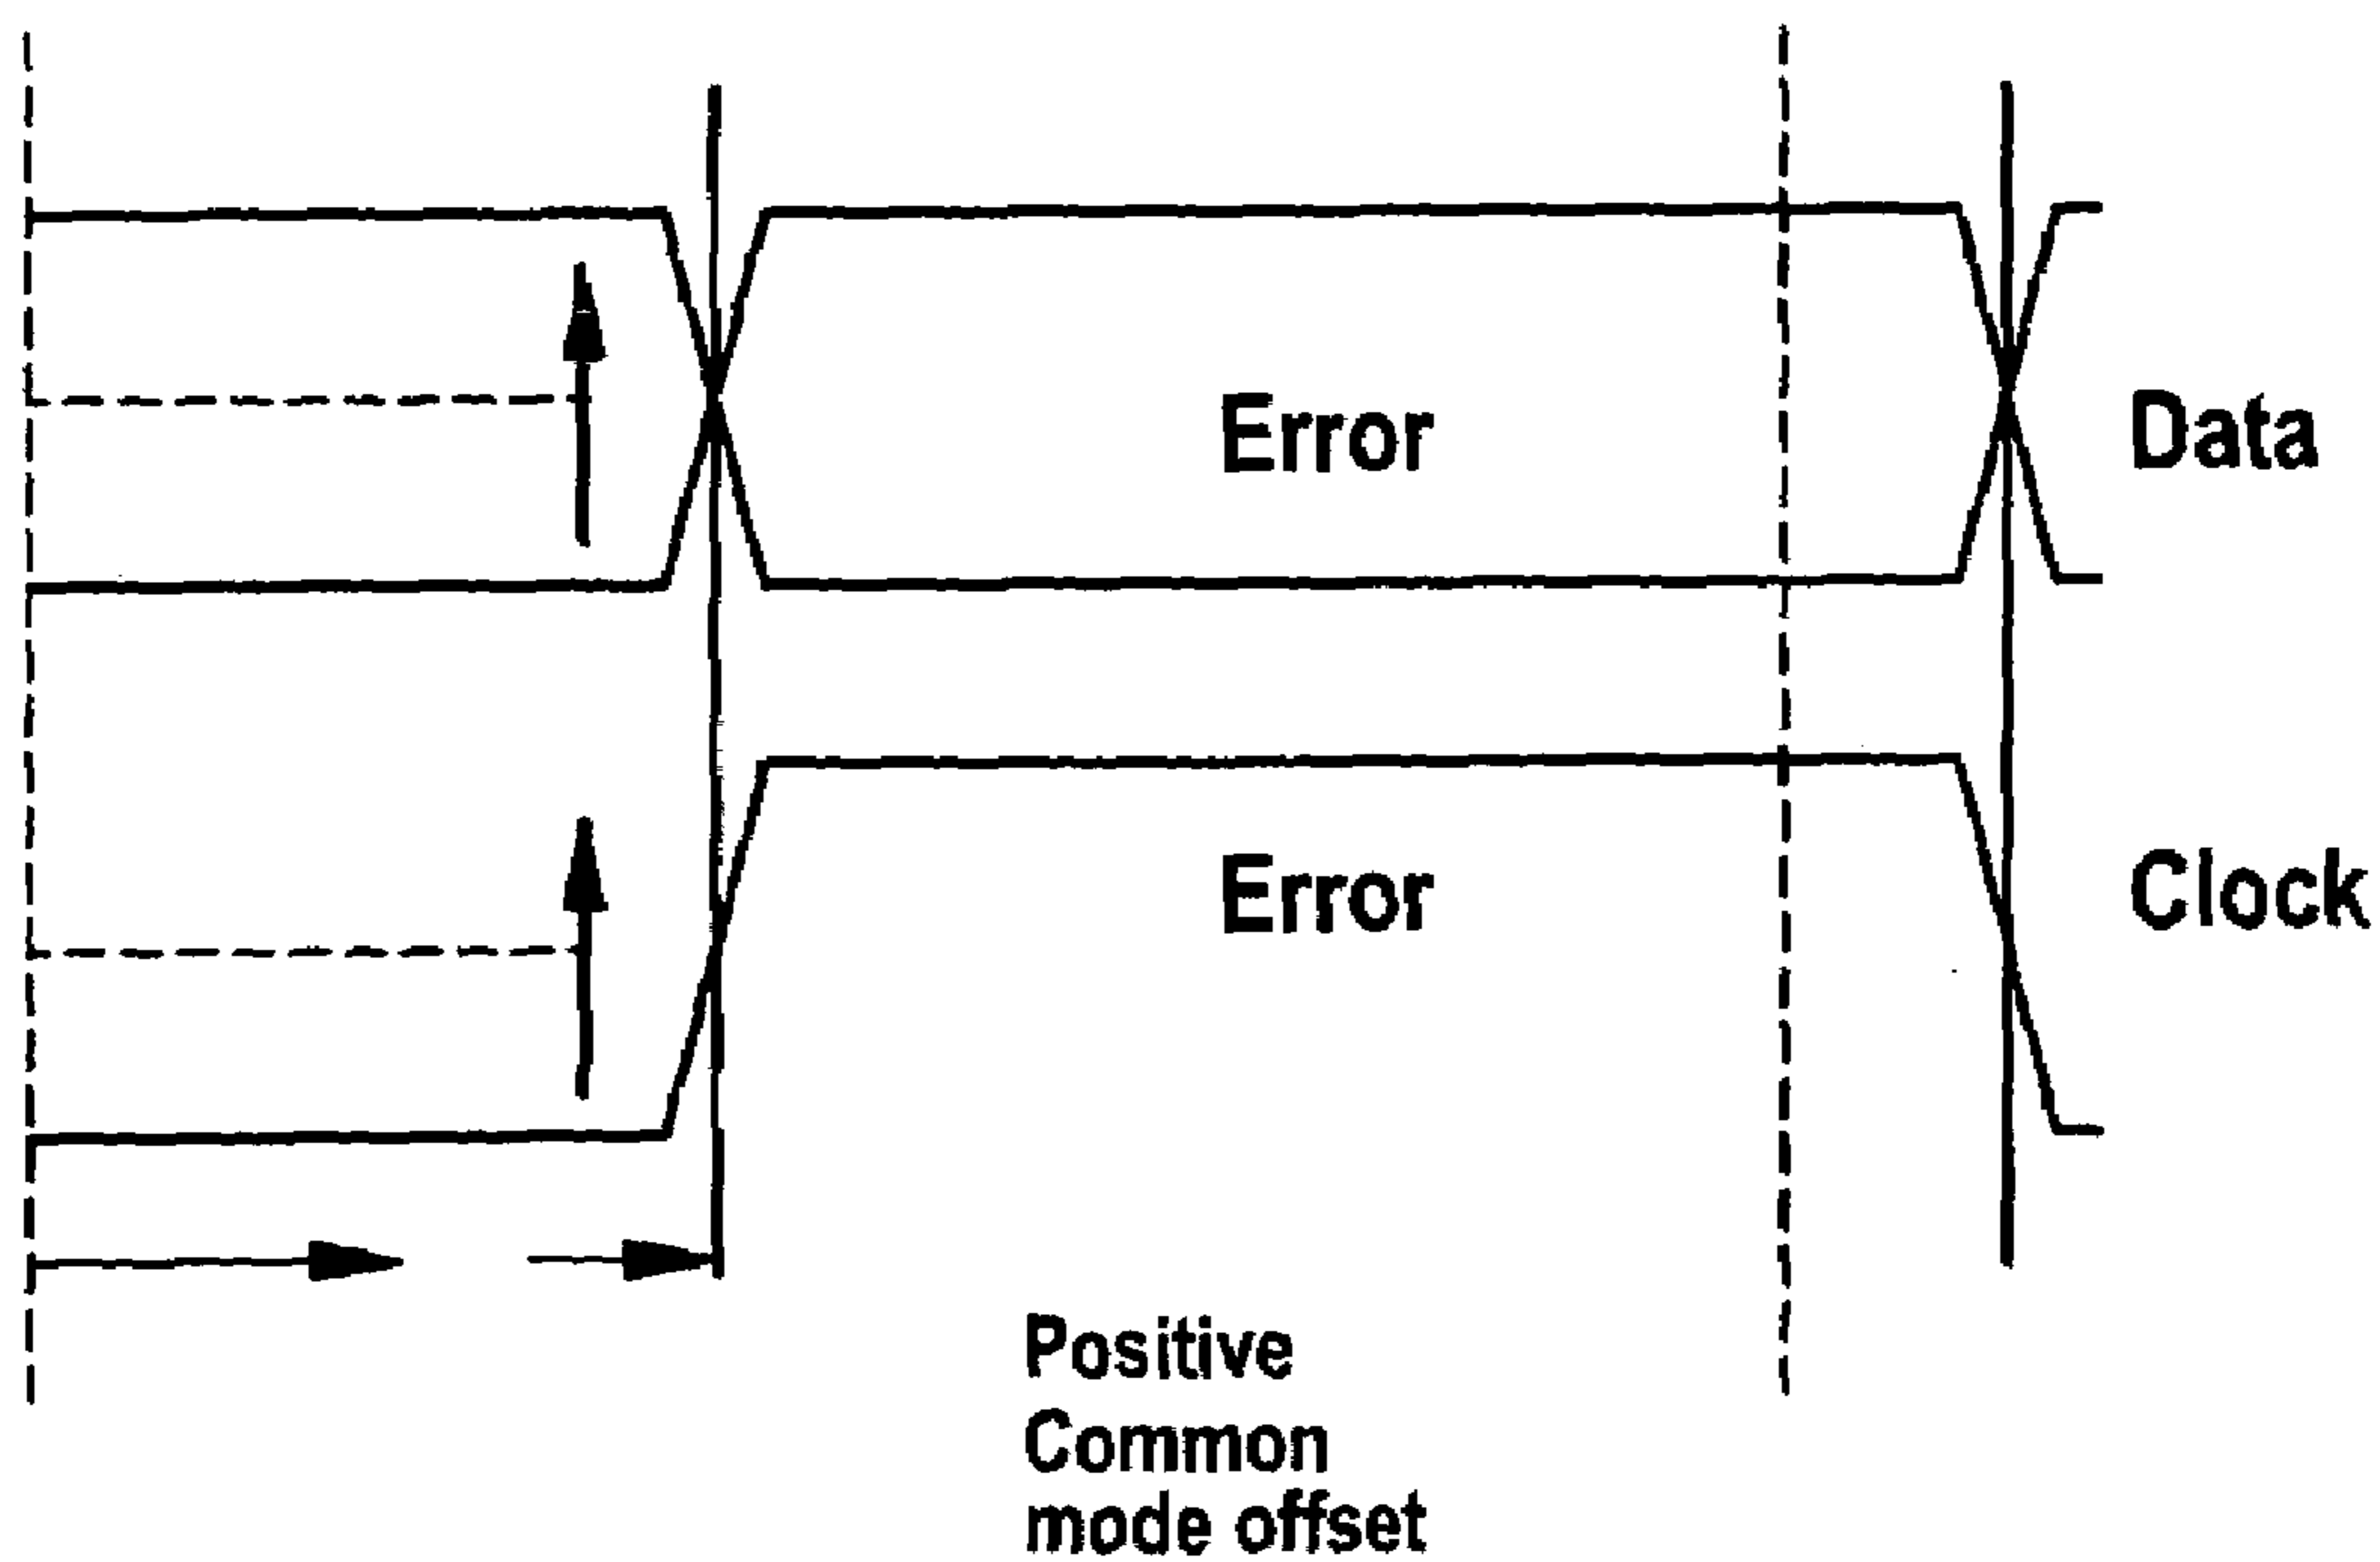 Error
Data
Error
Clock
Positive
Common
mode offset